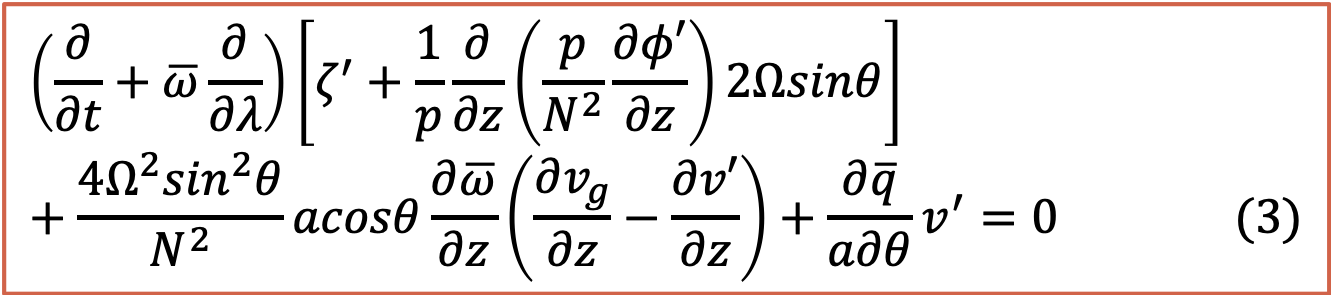 (∂/∂t + ω̅ ∂/∂λ) [ζ′ + 1/p ∂/∂z (p/N² ∂ϕ′/∂z) 2Ωsinθ]
+ 4Ω²sin²θ/N² acosθ ∂ω̅/∂z (∂v_g/∂z − ∂v′/∂z) + ∂q̅/a∂θ v′ = 0 (3)